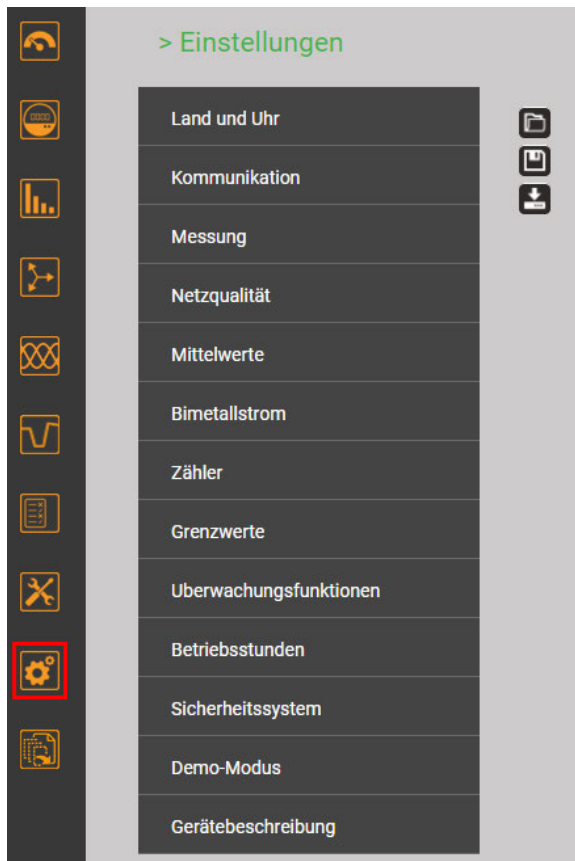 > Einstellungen
Land und Uhr
Kommunikation
Messung
Netzqualität
Mittelwerte
Bimetallstrom
Zähler
Grenzwerte
Uberwachungsfunktionen
Betriebsstunden
Sicherheitssystem
Demo-Modus
Gerätebeschreibung